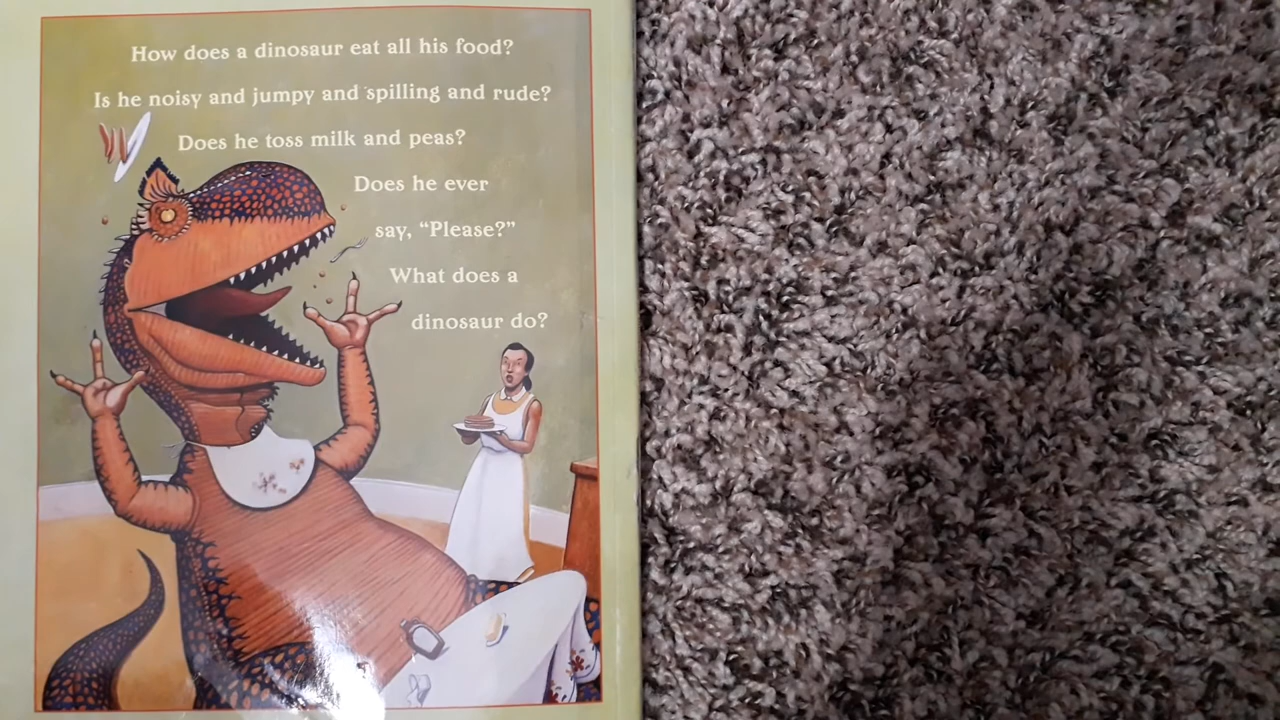 How does a dinosaur eat all his food?
Is he noisy and jumpy and spilling and rude?
Does he toss milk and peas?
Does he ever
say, “Please?”
What does a
dinosaur do?